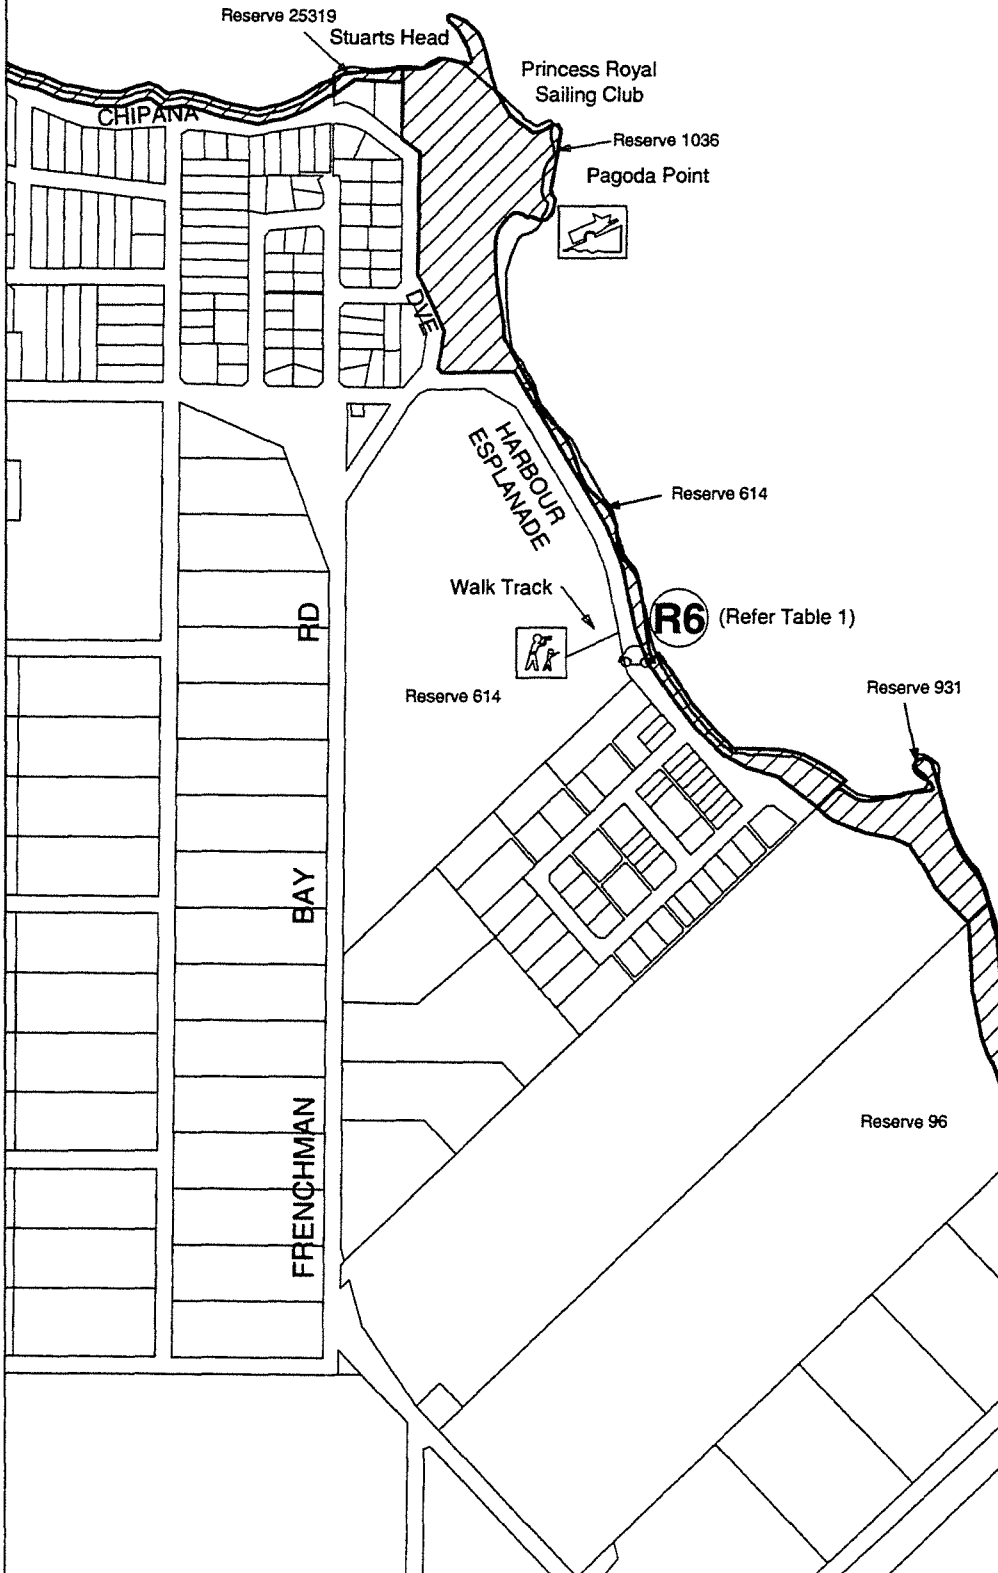 Reserve 25319
Stuarts Head
Princess Royal
Sailing Club
CHIPANA
Reserve 1036
Pagoda Point
DVE
HARBOUR
ESPLANADE
Reserve 614
Walk Track
R6 (Refer Table 1)
RD
Reserve 614
Reserve 931
BAY
FRENCHMAN
Reserve 96